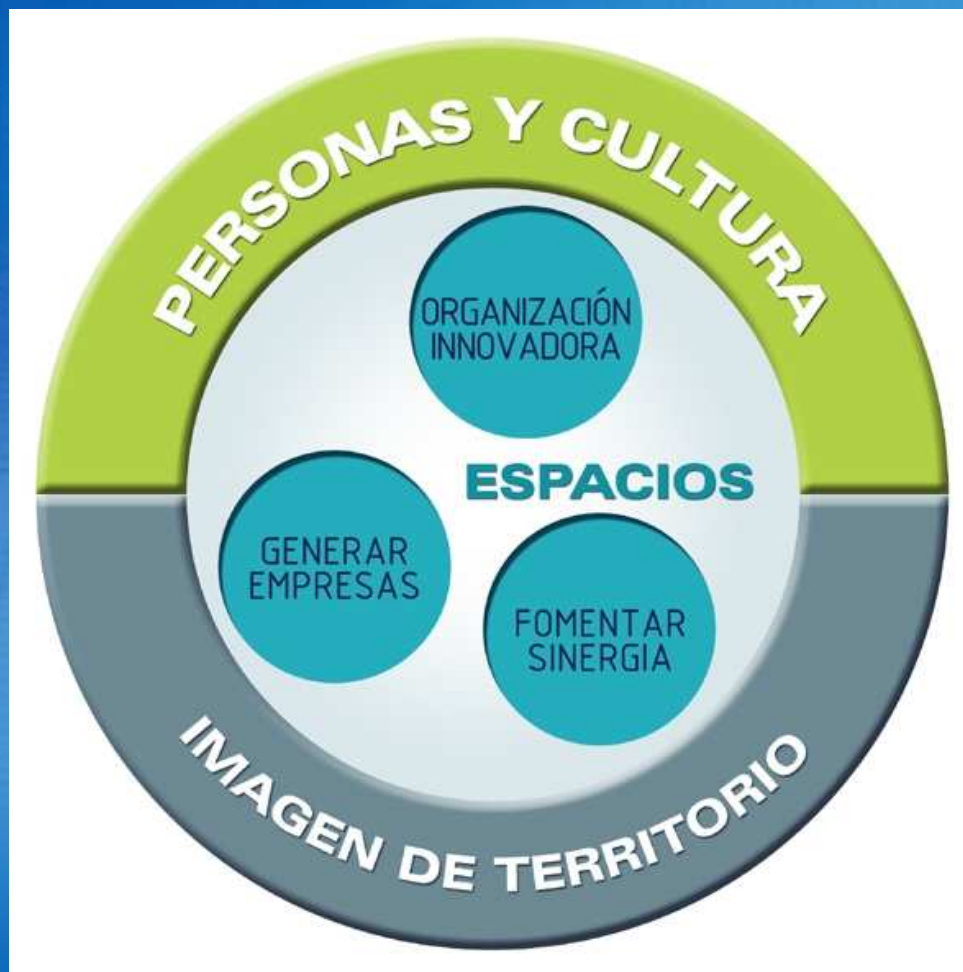 PERSONAS Y CULTURA
ORGANIZACIÓN
INNOVADORA
ESPACIOS
GENERAR
EMPRESAS
FOMENTAR
SINERGIA
IMAGEN DE TERRITORIO